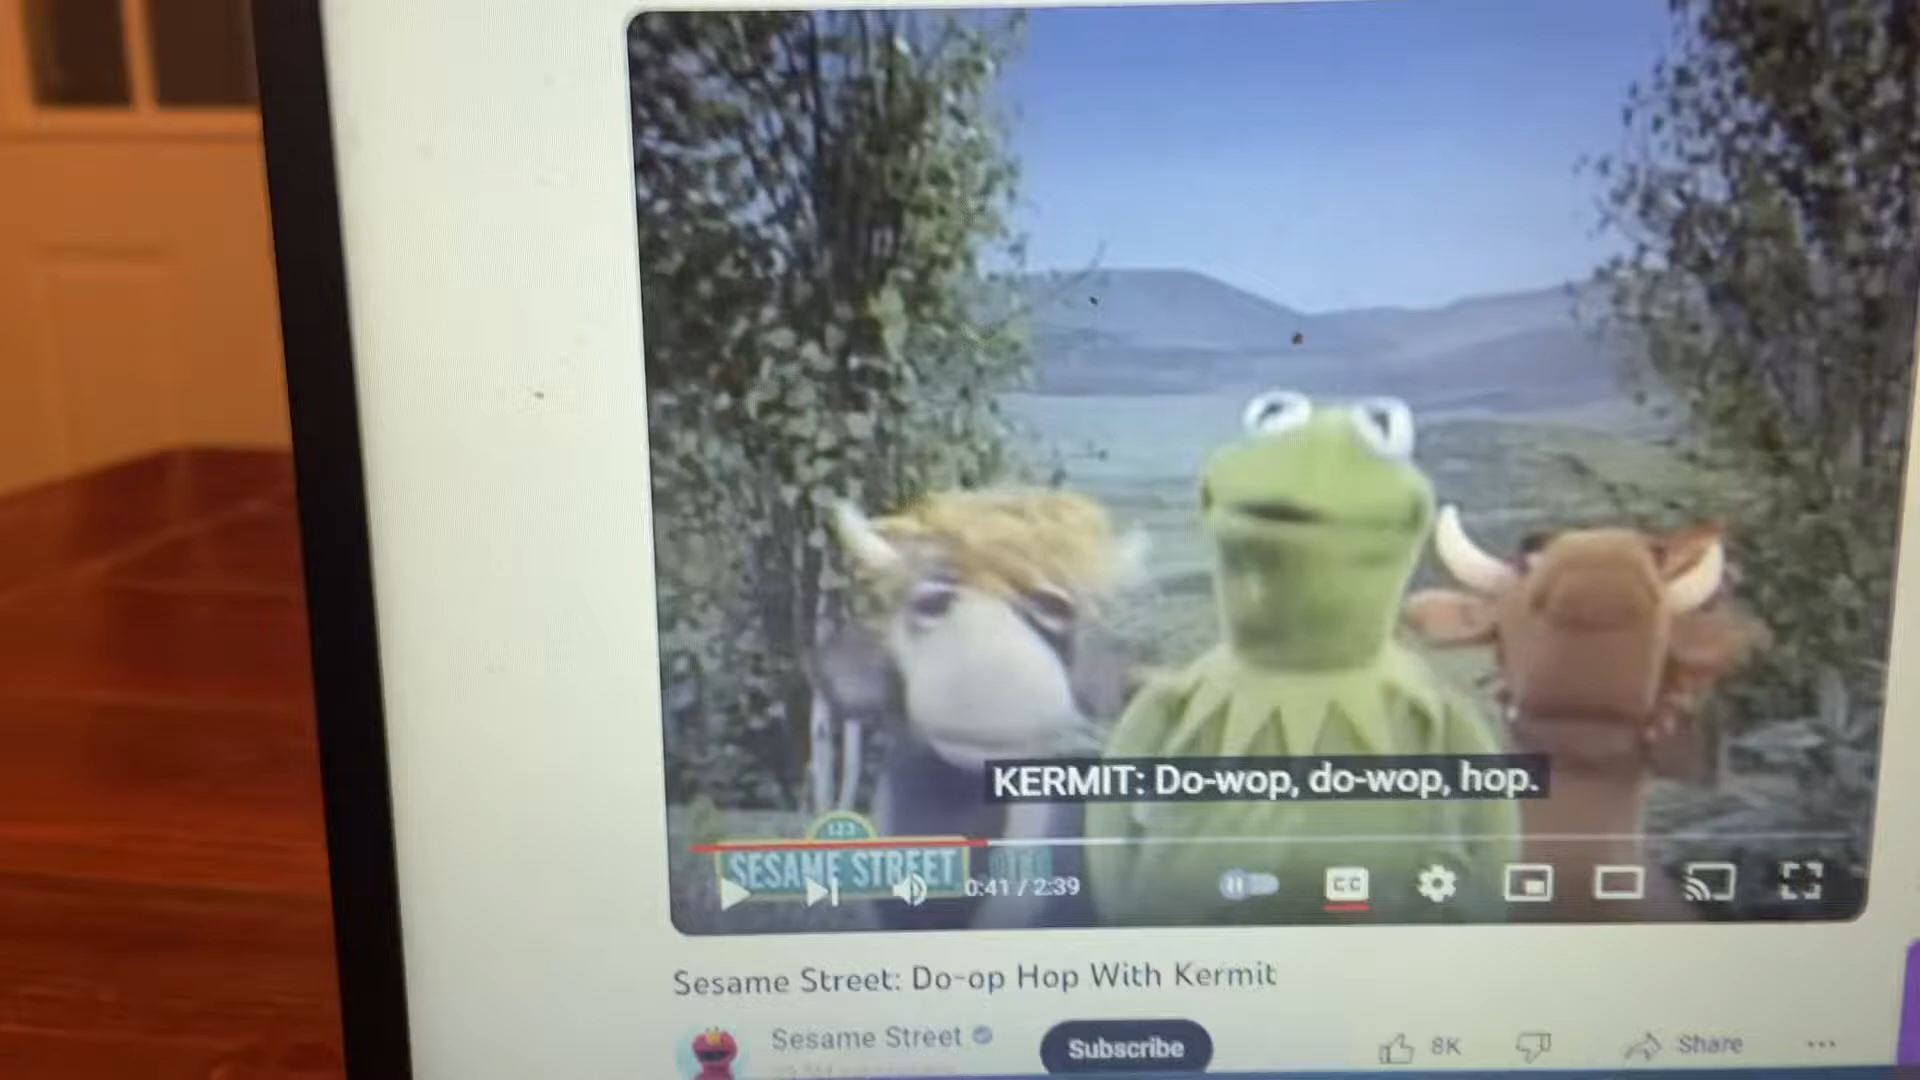 KERMIT: Do-wop, do-wop, hop.
123
SESAME STREET
0:41 / 2:39
CC
Sesame Street: Do-op Hop With Kermit
Sesame Street
Subscribe
8K
Share